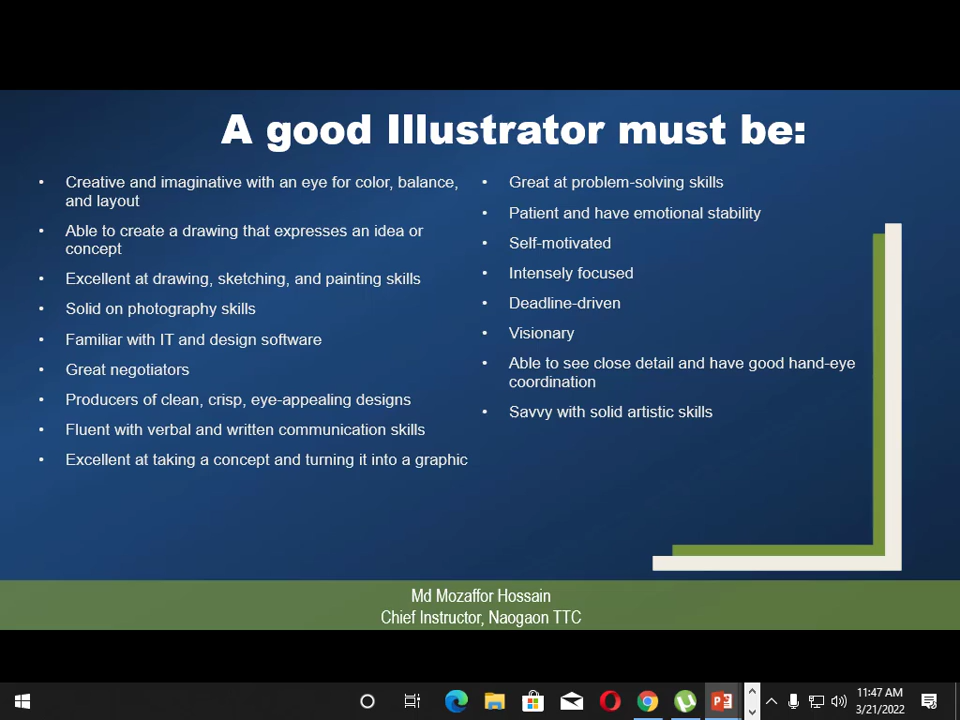 A good Illustrator must be:
• Creative and imaginative with an eye for color, balance,
and layout
• Able to create a drawing that expresses an idea or
concept
• Excellent at drawing, sketching, and painting skills
• Solid on photography skills
• Familiar with IT and design software
• Great negotiators
• Producers of clean, crisp, eye-appealing designs
• Fluent with verbal and written communication skills
• Excellent at taking a concept and turning it into a graphic
• Great at problem-solving skills
• Patient and have emotional stability
• Self-motivated
• Intensely focused
• Deadline-driven
• Visionary
• Able to see close detail and have good hand-eye
coordination
• Savvy with solid artistic skills
Md Mozaffor Hossain
Chief Instructor, Naogaon TTC
11:47 AM
3/21/2022